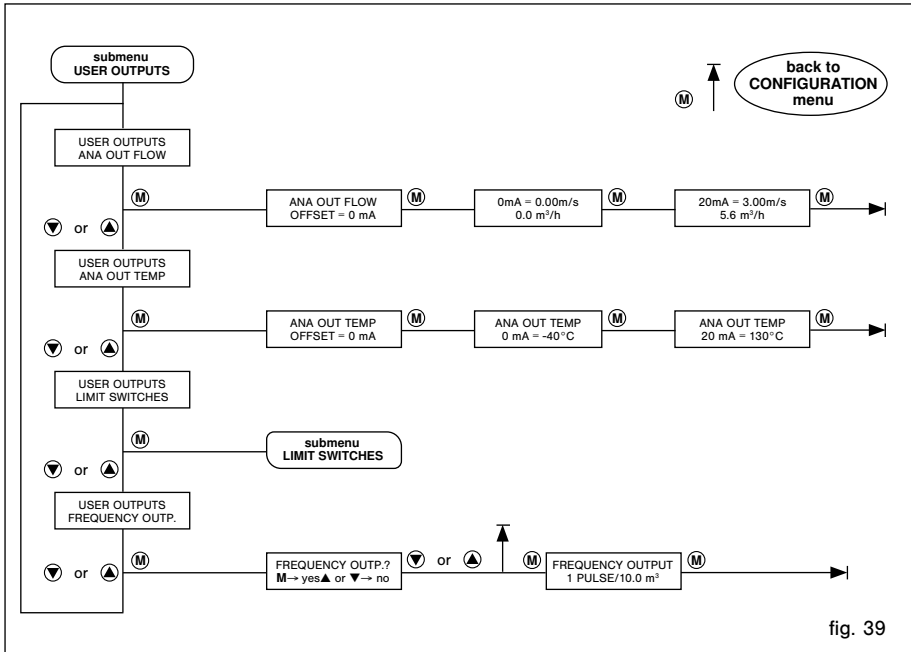 submenu
USER OUTPUTS
M
back to
CONFIGURATION
menu
USER OUTPUTS
ANA OUT FLOW
M
ANA OUT FLOW
OFFSET = 0 mA
M
0mA = 0.00m/s
0.0 m³/h
M
20mA = 3.00m/s
5.6 m³/h
M
▼ or ▲
USER OUTPUTS
ANA OUT TEMP
M
ANA OUT TEMP
OFFSET = 0 mA
M
ANA OUT TEMP
0 mA = -40°C
M
ANA OUT TEMP
20 mA = 130°C
M
▼ or ▲
USER OUTPUTS
LIMIT SWITCHES
M
submenu
LIMIT SWITCHES
▼ or ▲
USER OUTPUTS
FREQUENCY OUTP.
M
▼ or ▲
FREQUENCY OUTP.?
M→ yes▲ or ▼→ no
▼ or ▲
M
FREQUENCY OUTPUT
1 PULSE/10.0 m³
M
fig. 39